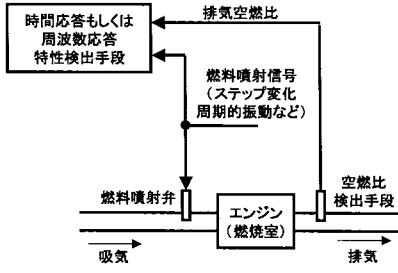 時間応答もしくは
周波数応答
特性検出手段
排気空燃比
燃料噴射信号
(ステップ変化
周期的振動など)
燃料噴射弁
エンジン
(燃焼室)
空燃比
検出手段
吸気
排気